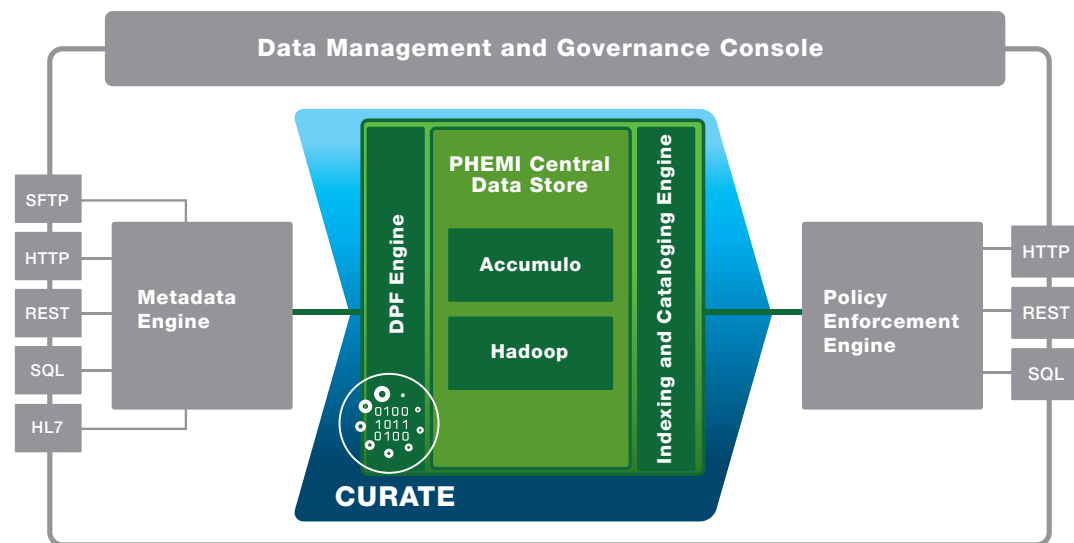 Data Management and Governance Console
SFTP
HTTP
REST
SQL
HL7
Metadata
Engine
DPF Engine
PHEMI Central
Data Store
Accumulo
Hadoop
Indexing and Cataloging Engine
0100
1011
0100
CURATE
Policy
Enforcement
Engine
HTTP
REST
SQL